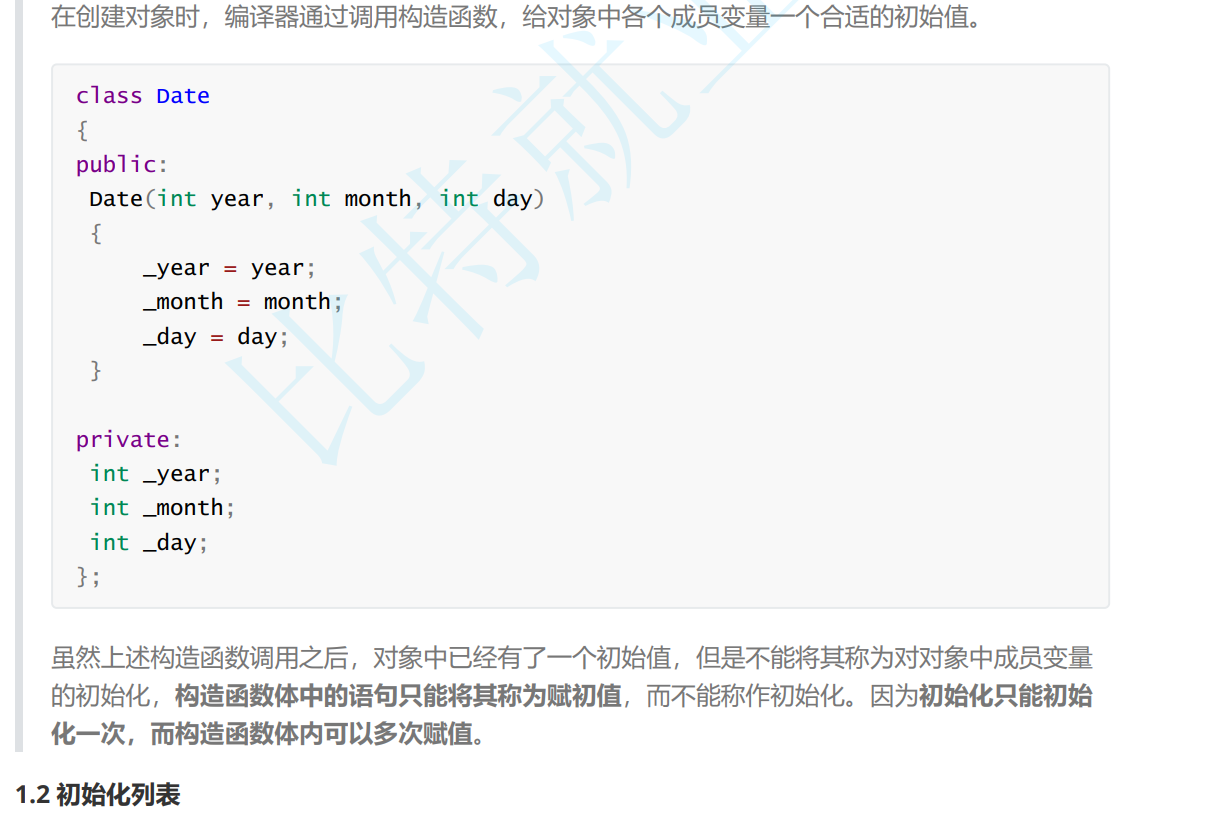 在创建对象时，编译器通过调用构造函数，给对象中各个成员变量一个合适的初始值。
class Date
{
public:
 Date(int year, int month, int day)
 {
     _year = year;
     _month = month;
     _day = day;
 }
private:
 int _year;
 int _month;
 int _day;
};
虽然上述构造函数调用之后，对象中已经有了一个初始值，但是不能将其称为对对象中成员变量
的初始化，构造函数体中的语句只能将其称为赋初值，而不能称作初始化。因为初始化只能初始
化一次，而构造函数体内可以多次赋值。
1.2 初始化列表
比特就业